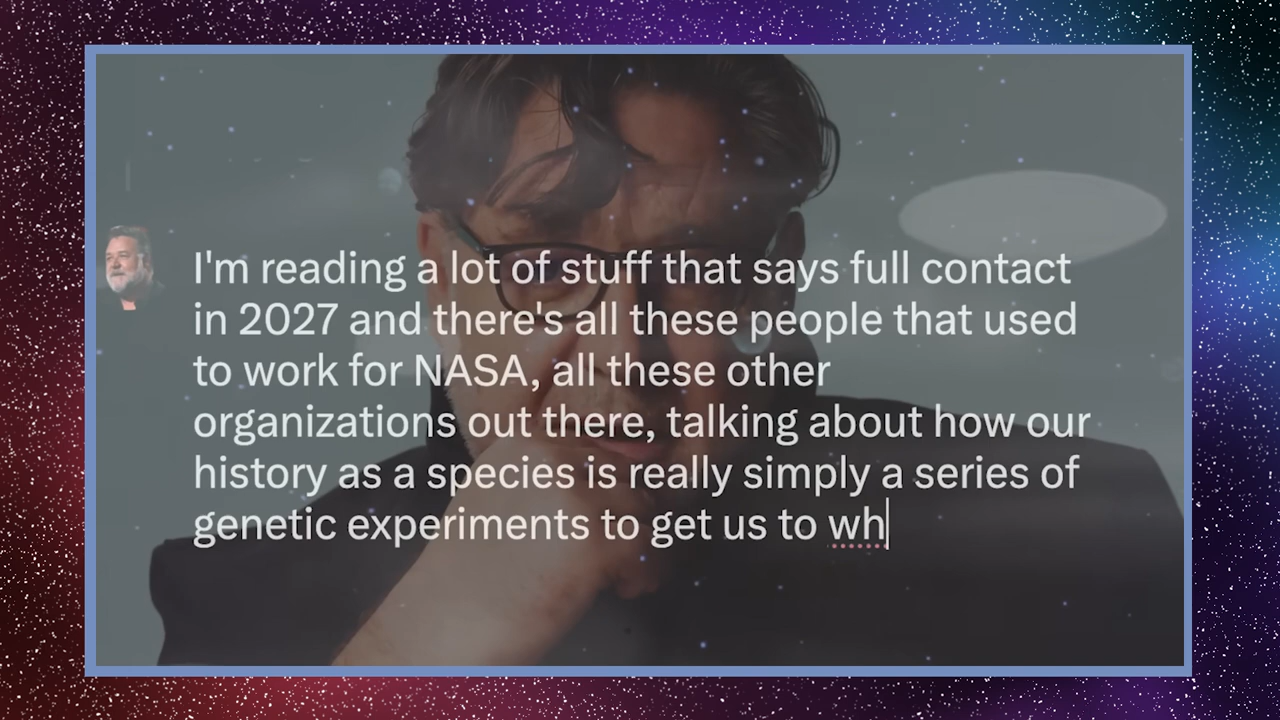 I'm reading a lot of stuff that says full contact
in 2027 and there's all these people that used
to work for NASA, all these other
organizations out there, talking about how our
history as a species is really simply a series of
genetic experiments to get us to wh